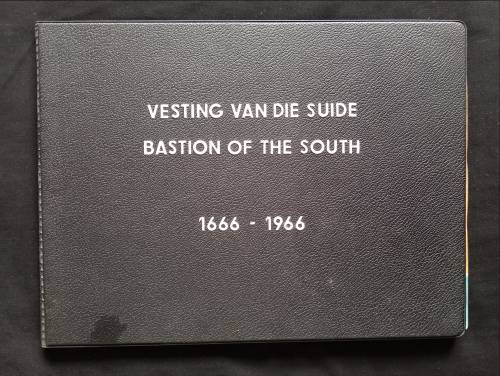 VESTING VAN DIE SUIDE
BASTION OF THE SOUTH
1666 - 1966